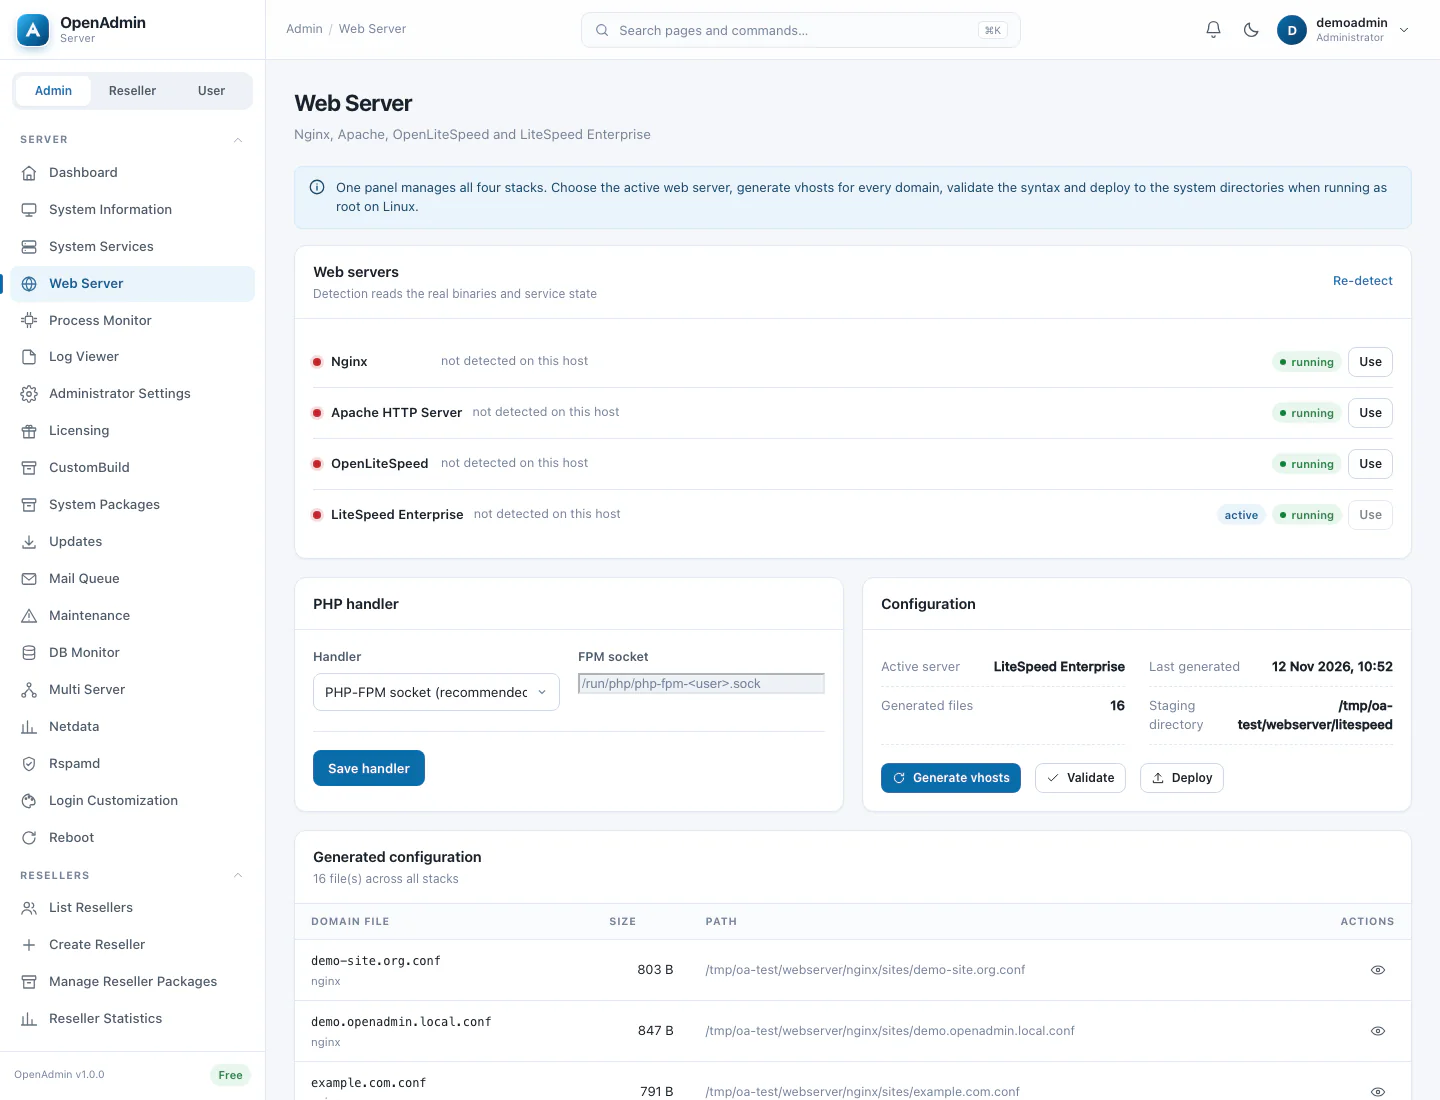 OpenAdmin
Server
Admin / Web Server
Search pages and commands...
⌘K
D
demoadmin
Administrator
Admin
Reseller
User
SERVER
Dashboard
System Information
System Services
Web Server
Process Monitor
Log Viewer
Administrator Settings
Licensing
CustomBuild
System Packages
Updates
Mail Queue
Maintenance
DB Monitor
Multi Server
Netdata
Rspamd
Login Customization
Reboot
RESELLERS
List Resellers
Create Reseller
Manage Reseller Packages
Reseller Statistics
OpenAdmin v1.0.0
Free
Web Server
Nginx, Apache, OpenLiteSpeed and LiteSpeed Enterprise
One panel manages all four stacks. Choose the active web server, generate vhosts for every domain, validate the syntax and deploy to the system directories when running as
root on Linux.
Web servers
Detection reads the real binaries and service state
Re-detect
Nginx not detected on this host running Use
Apache HTTP Server not detected on this host running Use
OpenLiteSpeed not detected on this host running Use
LiteSpeed Enterprise not detected on this host active running Use
PHP handler
Handler
PHP-FPM socket (recommended
FPM socket
/run/php/php-fpm-<user>.sock
Save handler
Configuration
Active server LiteSpeed Enterprise
Last generated 12 Nov 2026, 10:52
Generated files 16
Staging directory /tmp/oa-
test/webserver/litespeed
Generate vhosts
Validate
Deploy
Generated configuration
16 file(s) across all stacks
DOMAIN FILE SIZE PATH ACTIONS
demo-site.org.conf 803 B /tmp/oa-test/webserver/nginx/sites/demo-site.org.conf
nginx
demo.openadmin.local.conf 847 B /tmp/oa-test/webserver/nginx/sites/demo.openadmin.local.conf
nginx
example.com.conf 791 B /tmp/oa-test/webserver/nginx/sites/example.com.conf